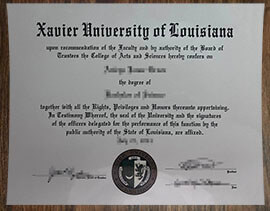 Xavier University of Louisiana
upon recommendation of the Faculty and by authority of the Board of
Trustees the College of Arts and Sciences hereby confers on
the degree of
together with all the Rights, Privileges and Honors thereunto appertaining.
In Testimony Whereof, the seal of the University and the signatures
of the officers delegated for the performance of this function by the
public authority of the State of Louisiana, are affixed.